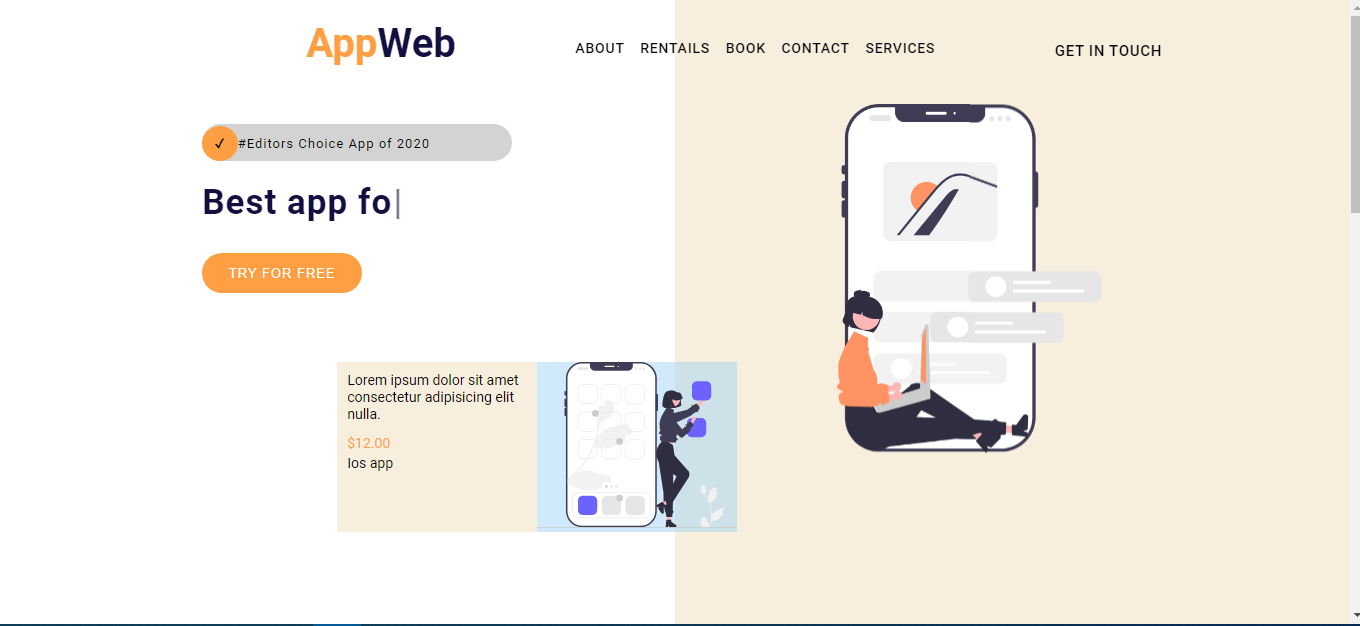 AppWeb
ABOUT RENTAILS BOOK CONTACT SERVICES
GET IN TOUCH
✓ #Editors Choice App of 2020
Best app fo|
TRY FOR FREE
Lorem ipsum dolor sit amet
consectetur adipisicing elit
nulla.
$12.00
Ios app